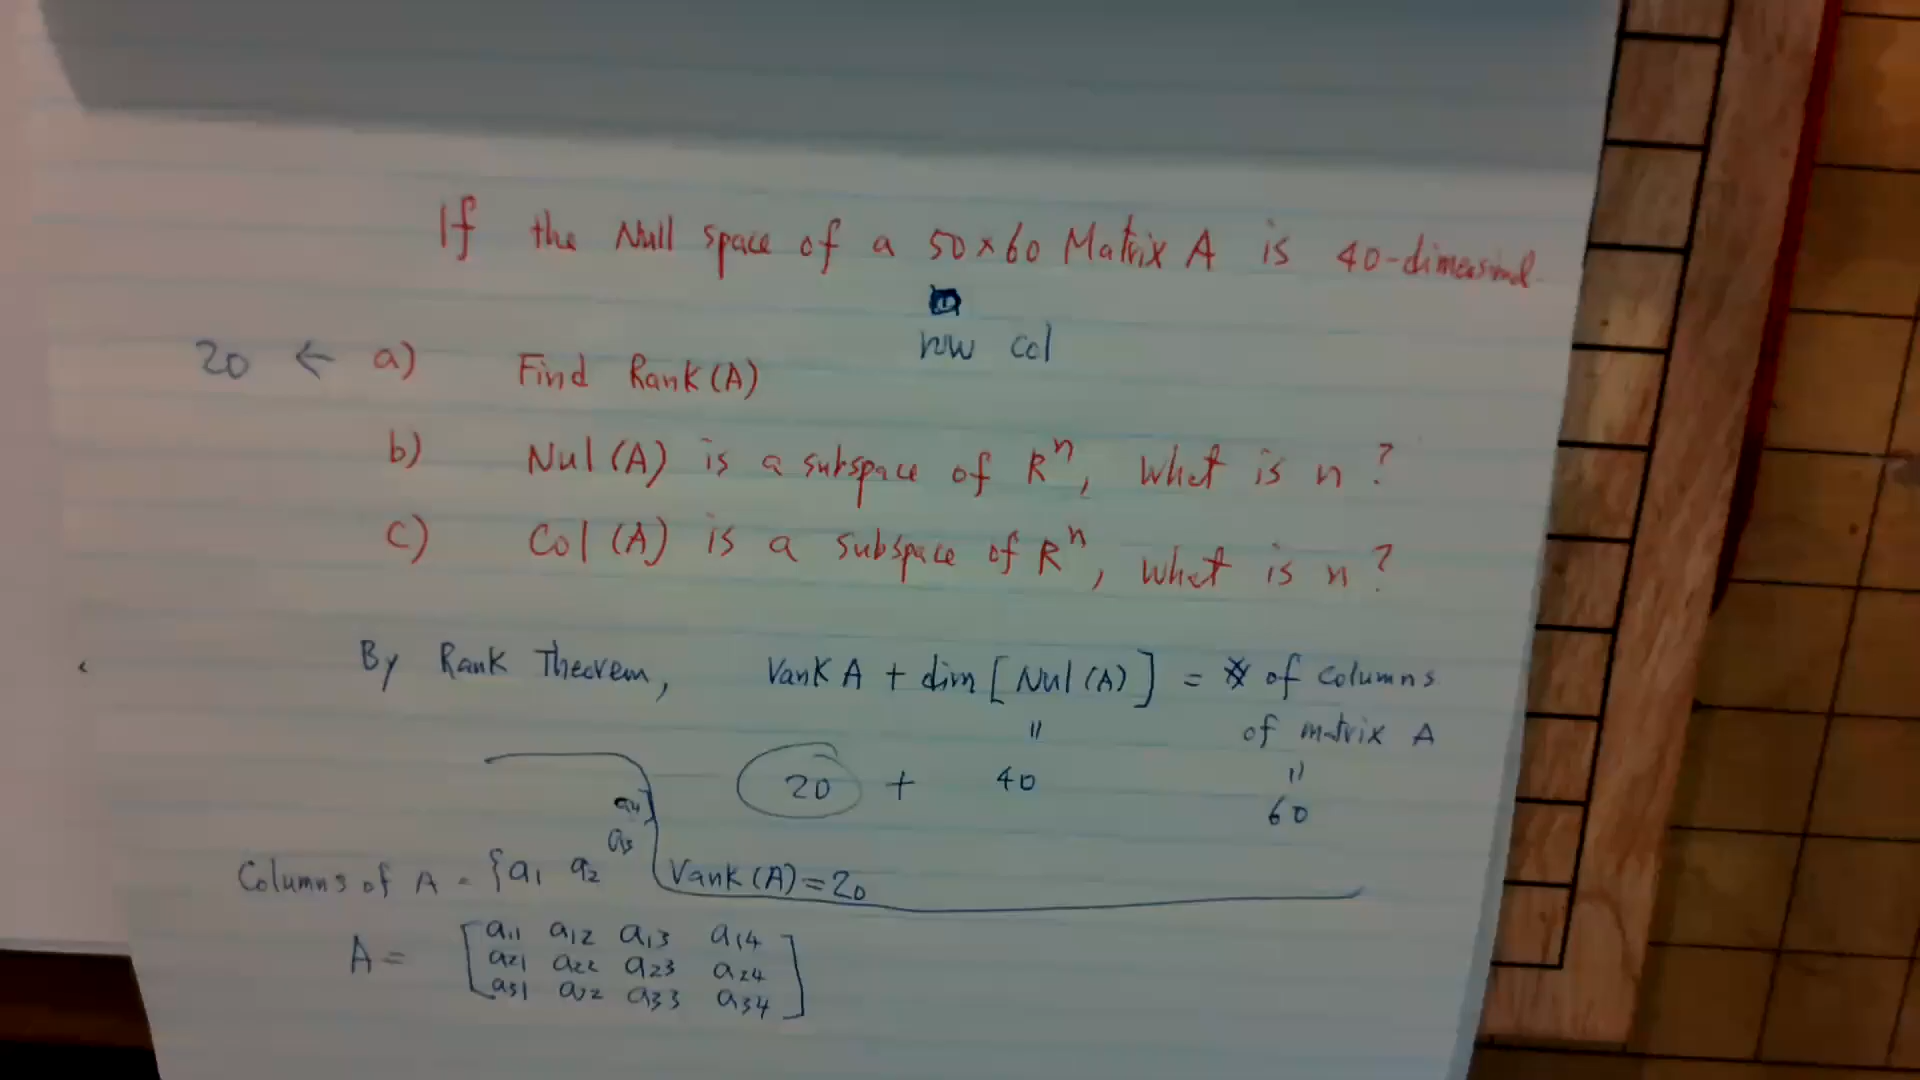 If the Null space of a 50×60 Matrix A is 40-dimensional
row col
20 ← a) Find Rank(A)
b) Nul(A) is a subspace of Rⁿ, What is n?
c) Col(A) is a subspace of Rⁿ, What is n?
By Rank Theorem, rank A + dim [Nul(A)] = # of columns
of matrix A
" "
20 + 40 60
a4}
a3
Columns of A = {a1 a2
rank(A)=20
A = [a11 a12 a13 a14
a21 a22 a23 a24
a31 a32 a33 a34]